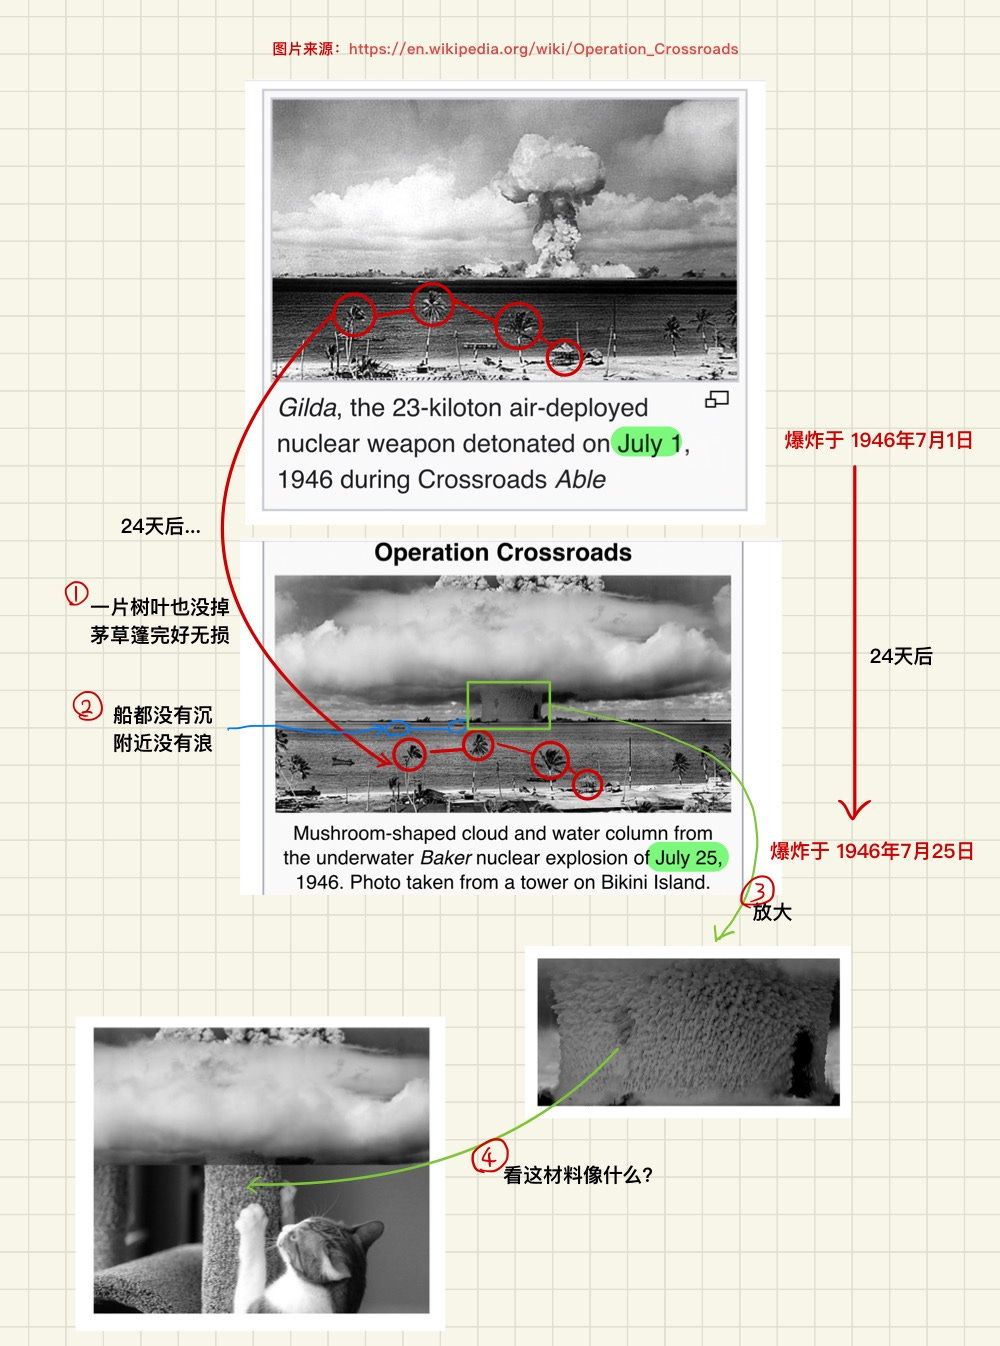 图片来源：https://en.wikipedia.org/wiki/Operation_Crossroads
Gilda, the 23-kiloton air-deployed
nuclear weapon detonated on July 1,
1946 during Crossroads Able
爆炸于 1946年7月1日
24天后...
Operation Crossroads
①
一片树叶也没掉
茅草篷完好无损
24天后
②
船都没有沉
附近没有浪
Mushroom-shaped cloud and water column from
the underwater Baker nuclear explosion of July 25,
1946. Photo taken from a tower on Bikini Island.
爆炸于 1946年7月25日
③
放大
④
看这材料像什么？